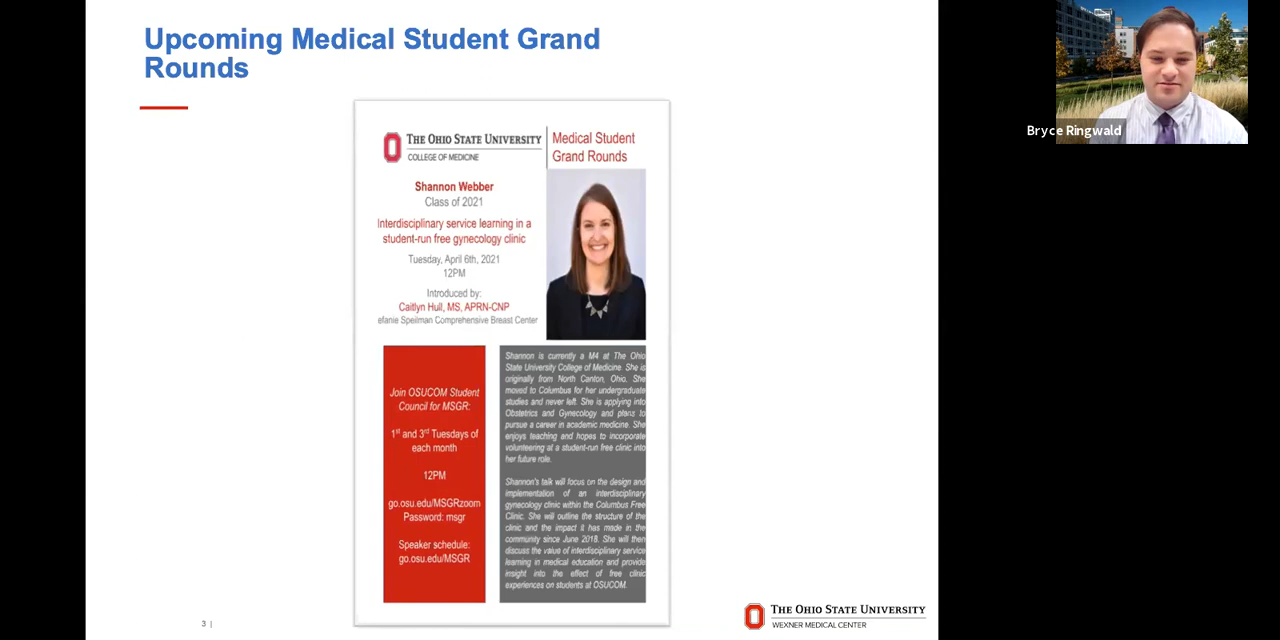 Upcoming Medical Student Grand
Rounds
THE OHIO STATE UNIVERSITY
COLLEGE OF MEDICINE
Medical Student
Grand Rounds
Shannon Webber
Class of 2021
Interdisciplinary service learning in a
student-run free gynecology clinic
Tuesday, April 6th, 2021
12PM
Introduced by:
Caitlyn Hull, MS, APRN-CNP
efanie Speilman Comprehensive Breast Center
Join OSUCOM Student
Council for MSGR:
1st and 3rd Tuesdays of
each month
12PM
go.osu.edu/MSGRzoom
Password: msgr
Speaker schedule:
go.osu.edu/MSGR
Shannon is currently a M4 at The Ohio
State University College of Medicine. She is
originally from North Canton, Ohio. She
moved to Columbus for her undergraduate
studies and never left. She is applying into
Obstetrics and Gynecology and plans to
pursue a career in academic medicine. She
enjoys teaching and hopes to incorporate
volunteering at a student-run free clinic into
her future role.
Shannon's talk will focus on the design and
implementation of an interdisciplinary
gynecology clinic within the Columbus Free
Clinic. She will outline the structure of the
clinic and the impact it has made in the
community since June 2018. She will then
discuss the value of interdisciplinary service
learning in medical education and provide
insight into the effect of free clinic
experiences on students at OSUCOM.
3 |
THE OHIO STATE UNIVERSITY
WEXNER MEDICAL CENTER
Bryce Ringwald